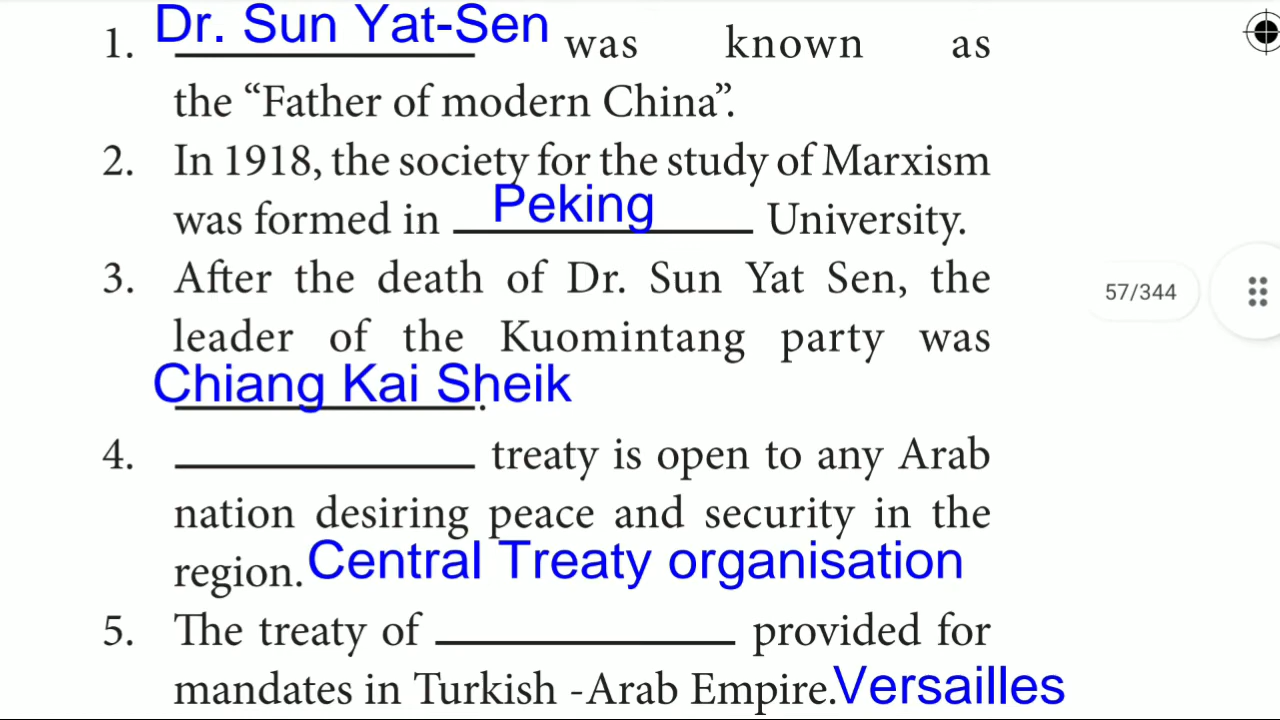 1. Dr. Sun Yat-Sen was known as
the “Father of modern China”.
2. In 1918, the society for the study of Marxism
was formed in Peking University.
3. After the death of Dr. Sun Yat Sen, the
leader of the Kuomintang party was
Chiang Kai Sheik.
4. ____________ treaty is open to any Arab
nation desiring peace and security in the
region. Central Treaty organisation
5. The treaty of ____________ provided for
mandates in Turkish -Arab Empire. Versailles
57/344